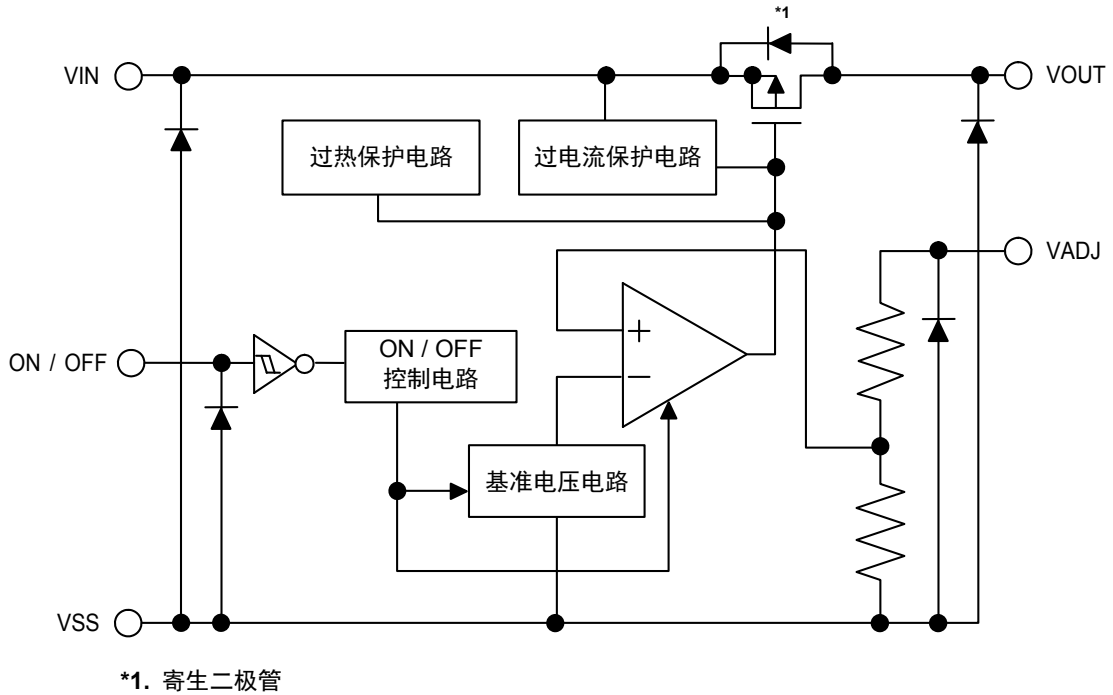 *1
VIN
VOUT
过热保护电路
过电流保护电路
VADJ
+
ON / OFF
ON / OFF
控制电路
−
基准电压电路
VSS
*1. 寄生二极管